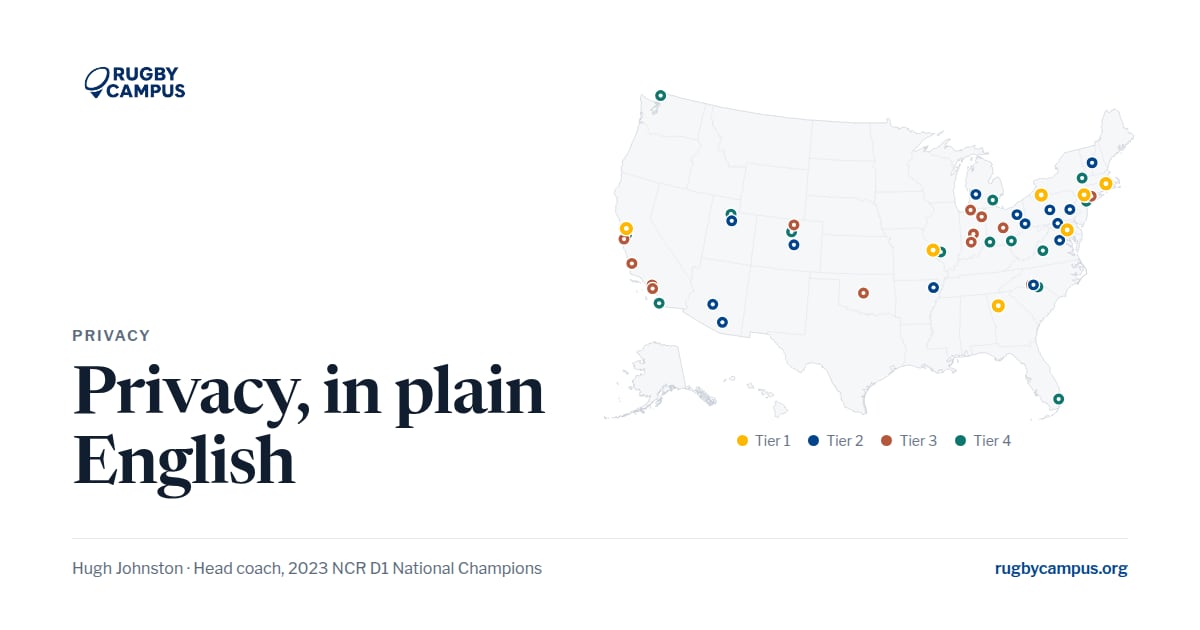 RUGBY
CAMPUS
PRIVACY
Privacy, in plain
English
Tier 1
Tier 2
Tier 3
Tier 4
Hugh Johnston · Head coach, 2023 NCR D1 National Champions
rugbycampus.org